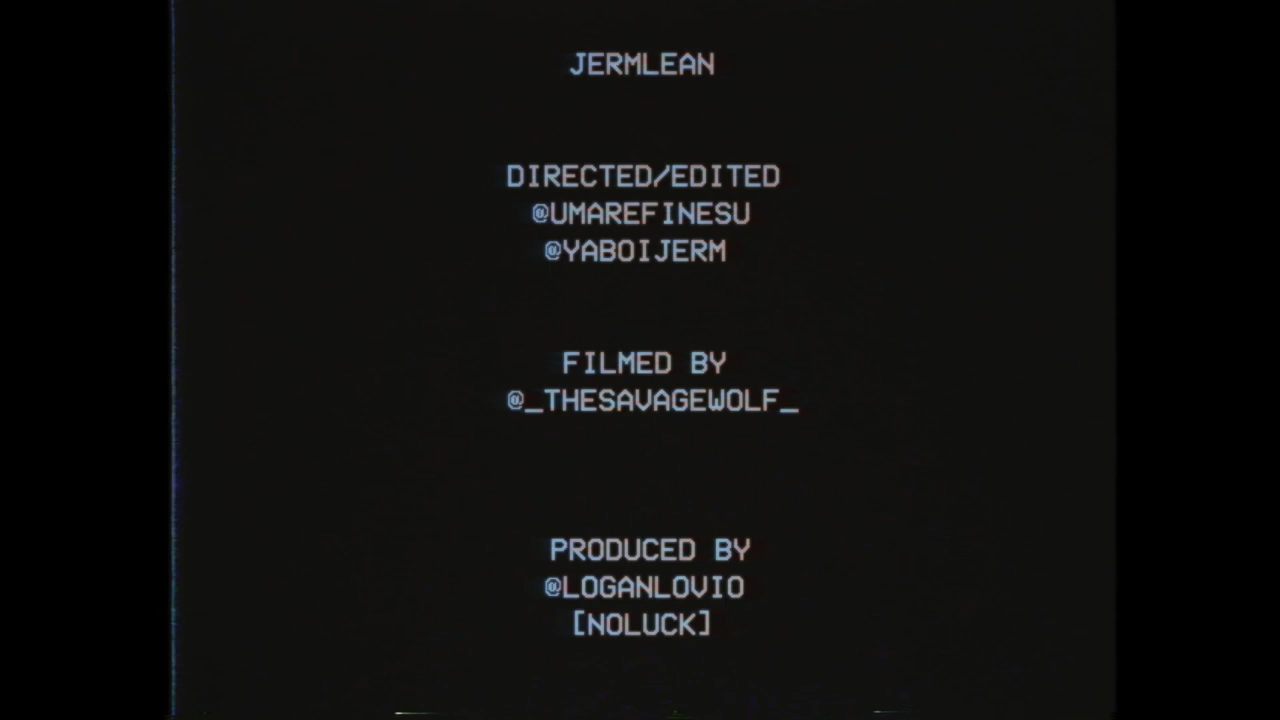 JERMLEAN
DIRECTED/EDITED
@UMAREFINESU
@YABOIJERM
FILMED BY
@_THESAVAGEWOLF_
PRODUCED BY
@LOGANLOVIO
[NOLUCK]